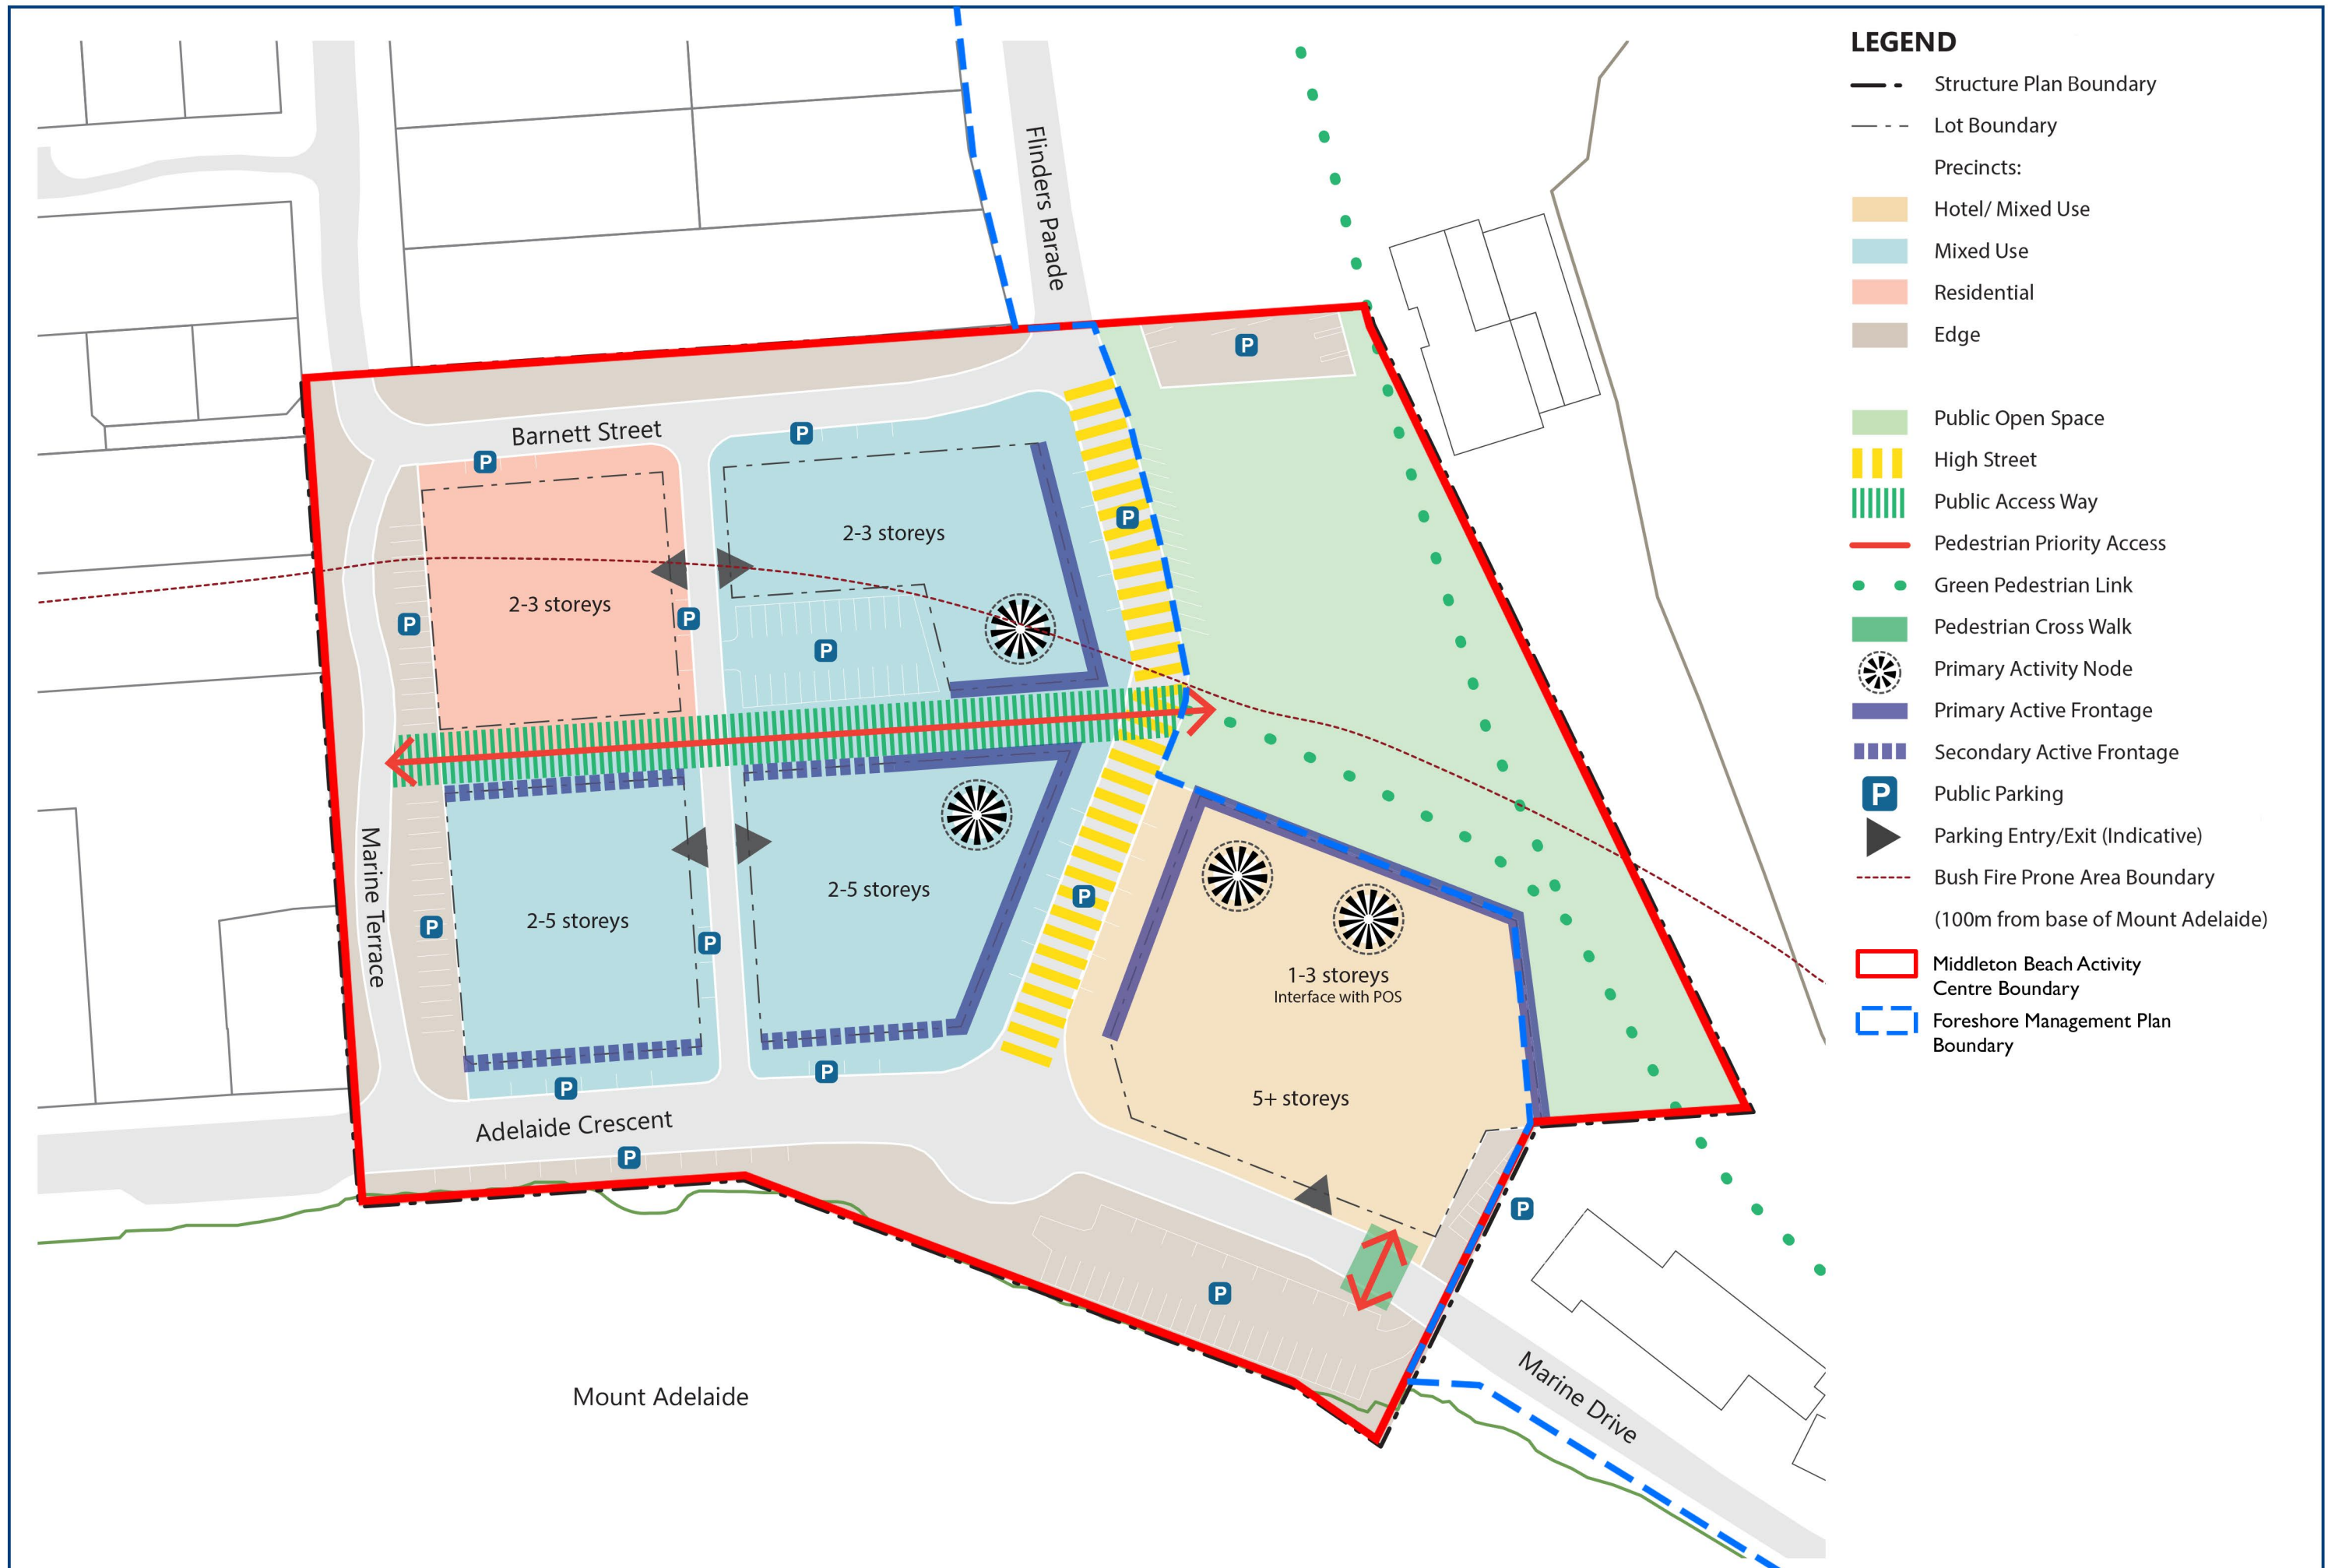 Flinders Parade
P
Barnett Street
P
P
P
2-3 storeys
2-3 storeys
P
P
P
Marine Terrace
2-5 storeys
P
2-5 storeys
P
P
1-3 storeys
Interface with POS
P
P
5+ storeys
Adelaide Crescent
P
P
P
Marine Drive
Mount Adelaide
LEGEND
Structure Plan Boundary
Lot Boundary
Precincts:
Hotel/ Mixed Use
Mixed Use
Residential
Edge
Public Open Space
High Street
Public Access Way
Pedestrian Priority Access
Green Pedestrian Link
Pedestrian Cross Walk
Primary Activity Node
Primary Active Frontage
Secondary Active Frontage
P Public Parking
Parking Entry/Exit (Indicative)
Bush Fire Prone Area Boundary
(100m from base of Mount Adelaide)
Middleton Beach Activity
Centre Boundary
Foreshore Management Plan
Boundary